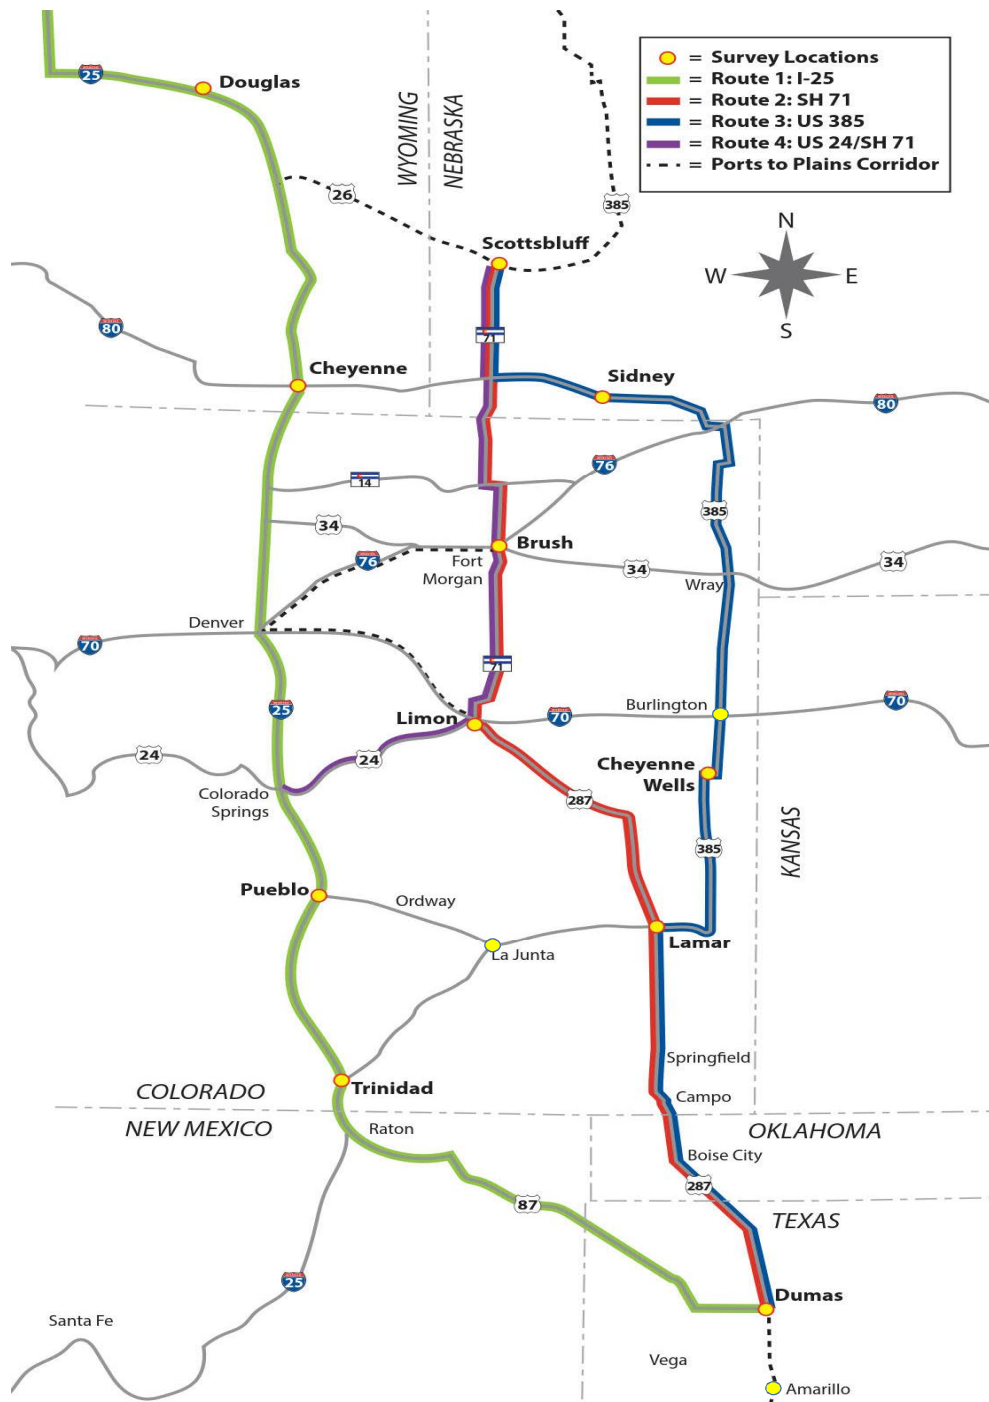 = Survey Locations
= Route 1: I-25
= Route 2: SH 71
= Route 3: US 385
= Route 4: US 24/SH 71
= Ports to Plains Corridor
25
Douglas
WYOMING
NEBRASKA
26
385
N
W
E
S
Scottsbluff
80
71
Cheyenne
Sidney
80
76
14
385
34
Brush
76
Fort
Morgan
34
34
Wray
Denver
70
71
25
Limon
70
Burlington
70
24
24
Cheyenne
Wells
Colorado
Springs
287
KANSAS
385
Pueblo
Ordway
Lamar
La Junta
Springfield
Trinidad
COLORADO
Campo
NEW MEXICO
Raton
OKLAHOMA
Boise City
287
87
TEXAS
25
Dumas
Santa Fe
Vega
Amarillo